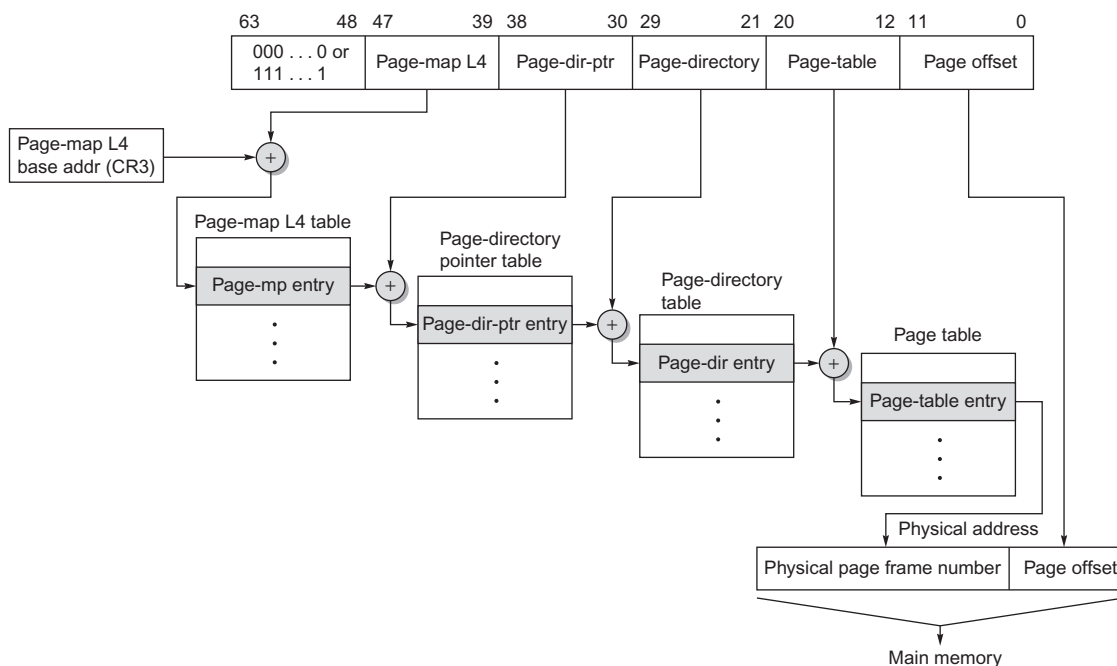 63 48 47 39 38 30 29 21 20 12 11 0
000 . . . 0 or
111 . . . 1
Page-map L4
Page-dir-ptr
Page-directory
Page-table
Page offset
Page-map L4
base addr (CR3)
+
Page-map L4 table
Page-mp entry
+
Page-directory
pointer table
Page-dir-ptr entry
+
Page-directory
table
Page-dir entry
+
Page table
Page-table entry
Physical address
Physical page frame number
Page offset
Main memory